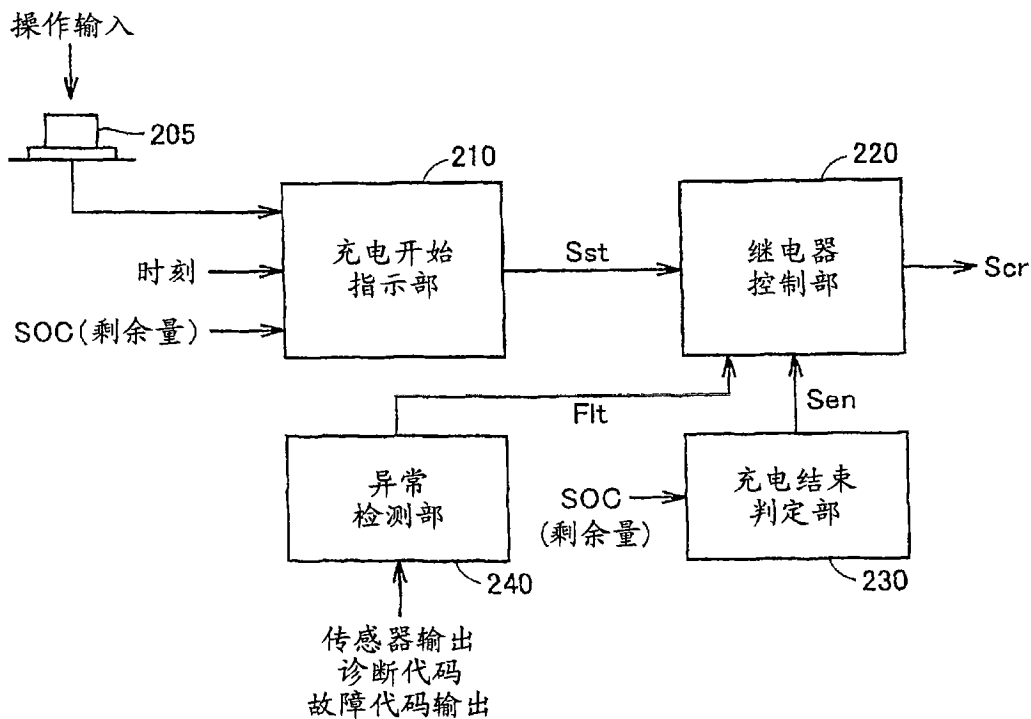 操作输入
205
210
充电开始
指示部
时刻
SOC(剩余量)
Sst
220
继电器
控制部
Scr
Flt
Sen
异常
检测部
240
SOC
(剩余量)
充电结束
判定部
230
传感器输出
诊断代码
故障代码输出